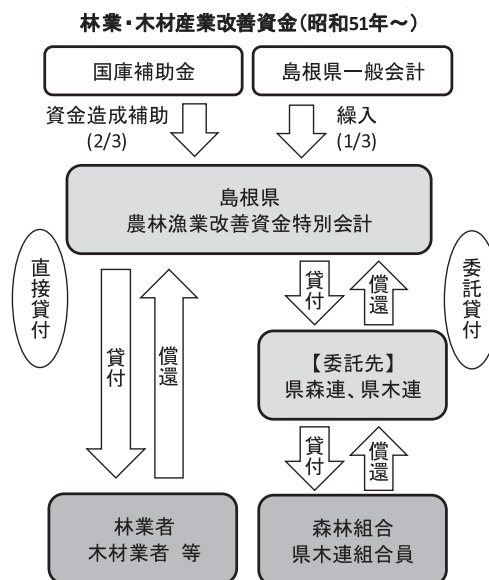 林業・木材産業改善資金(昭和51年～)
国庫補助金
島根県一般会計
資金造成補助
(2/3)
繰入
(1/3)
島根県
農林漁業改善資金特別会計
直接貸付
貸付
償還
貸付
償還
委託貸付
【委託先】
県森連、県木連
貸付
償還
林業者
木材業者 等
森林組合
県木連組合員